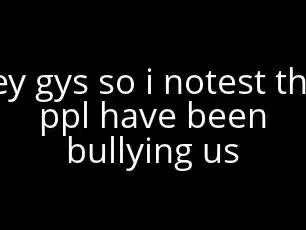 ey gys so i notest th
ppl have been
bullying us